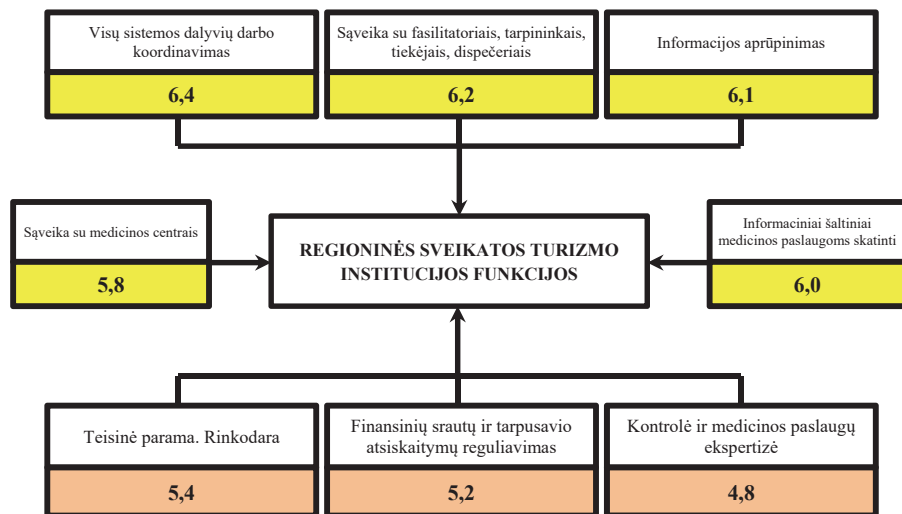 Visų sistemos dalyvių darbo
koordinavimas
6,4
Sąveika su fasilitatoriais, tarpininkais,
tiekėjais, dispečeriais
6,2
Informacijos aprūpinimas
6,1
Sąveika su medicinos centrais
5,8
REGIONINĖS SVEIKATOS TURIZMO
INSTITUCIJOS FUNKCIJOS
Informaciniai šaltiniai
medicinos paslaugoms skatinti
6,0
Teisinė parama. Rinkodara
5,4
Finansinių srautų ir tarpusavio
atsiskaitymų reguliavimas
5,2
Kontrolė ir medicinos paslaugų
ekspertizė
4,8